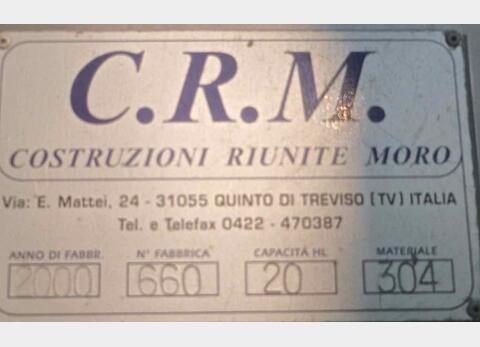 C.R.M.
COSTRUZIONI RIUNITE MORO
Via: E. Mattei, 24 - 31055 QUINTO DI TREVISO (TV) ITALIA
Tel. e Telefax 0422 - 470387
ANNO DI FABBR. N° FABBRICA CAPACITÀ HL MATERIALE
2000 660 20 304